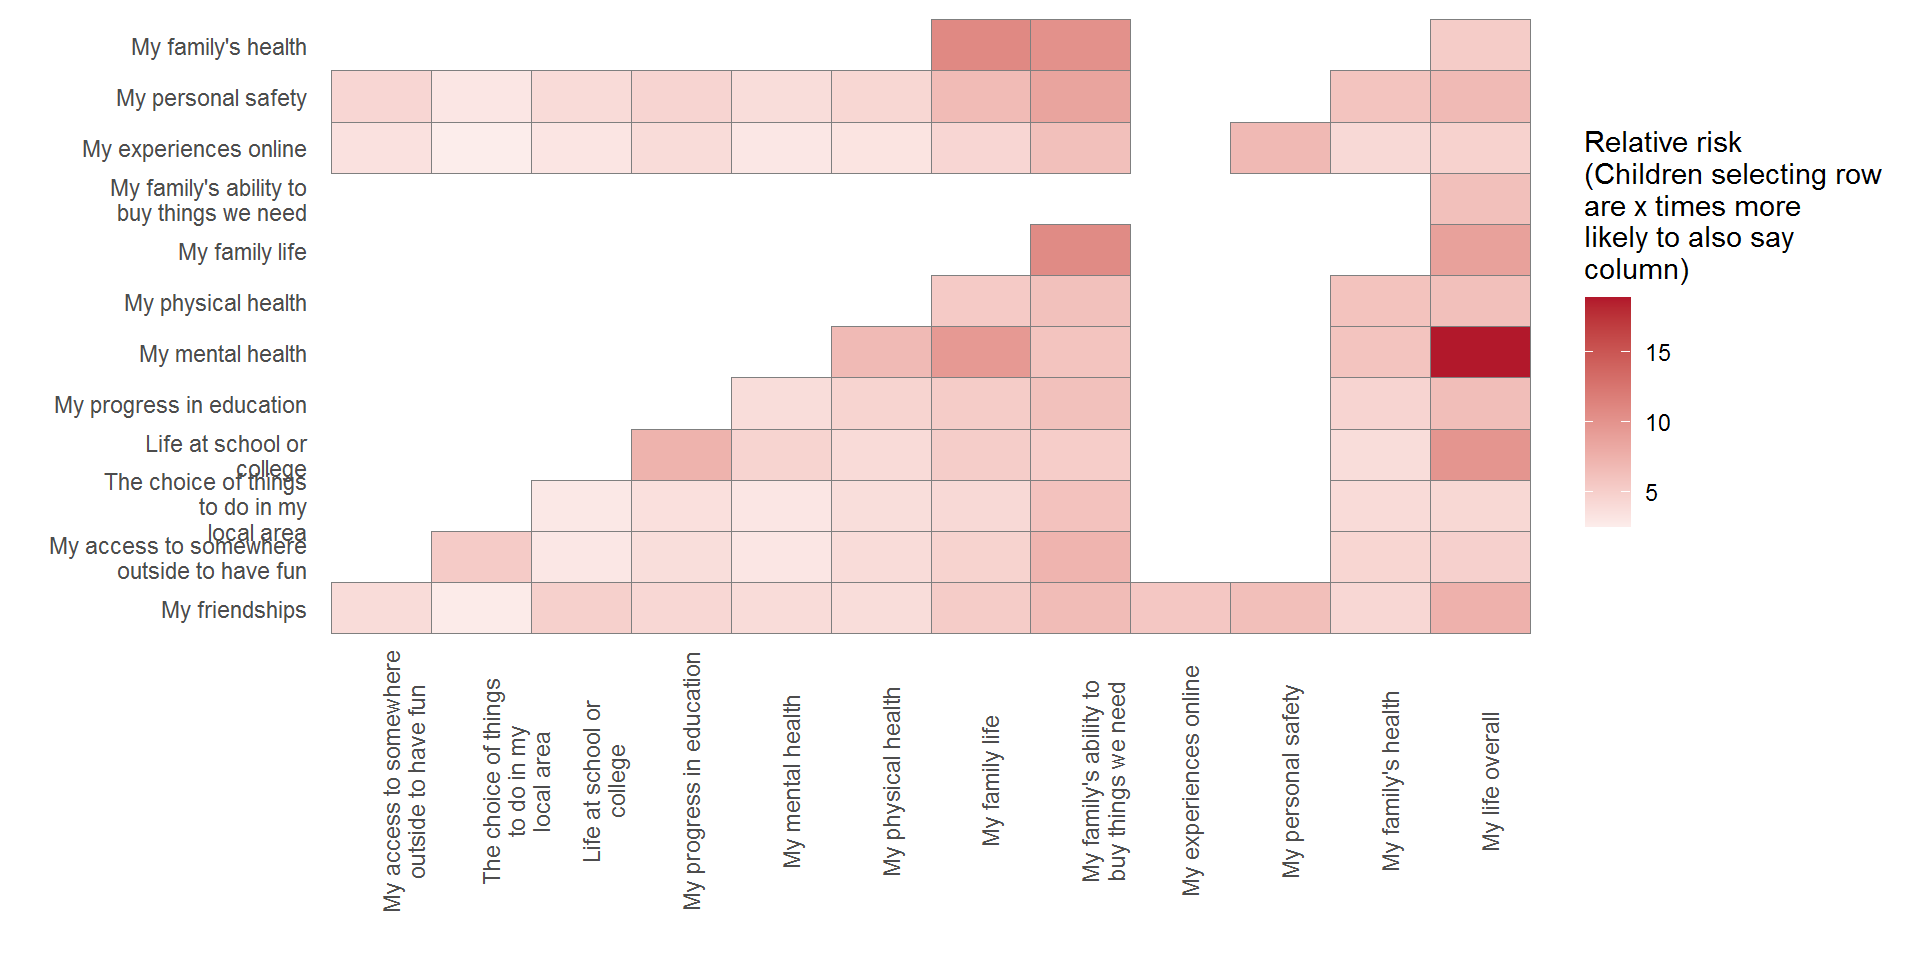 My family's health
My personal safety
My experiences online
My family's ability to
buy things we need
My family life
My physical health
My mental health
My progress in education
Life at school or
college
The choice of things
to do in my
local area
My access to somewhere
outside to have fun
My friendships
My access to somewhere
outside to have fun
The choice of things
to do in my
local area
Life at school or
college
My progress in education
My mental health
My physical health
My family life
My family's ability to
buy things we need
My experiences online
My personal safety
My family's health
My life overall
Relative risk
(Children selecting row
are x times more
likely to also say
column)
15
10
5